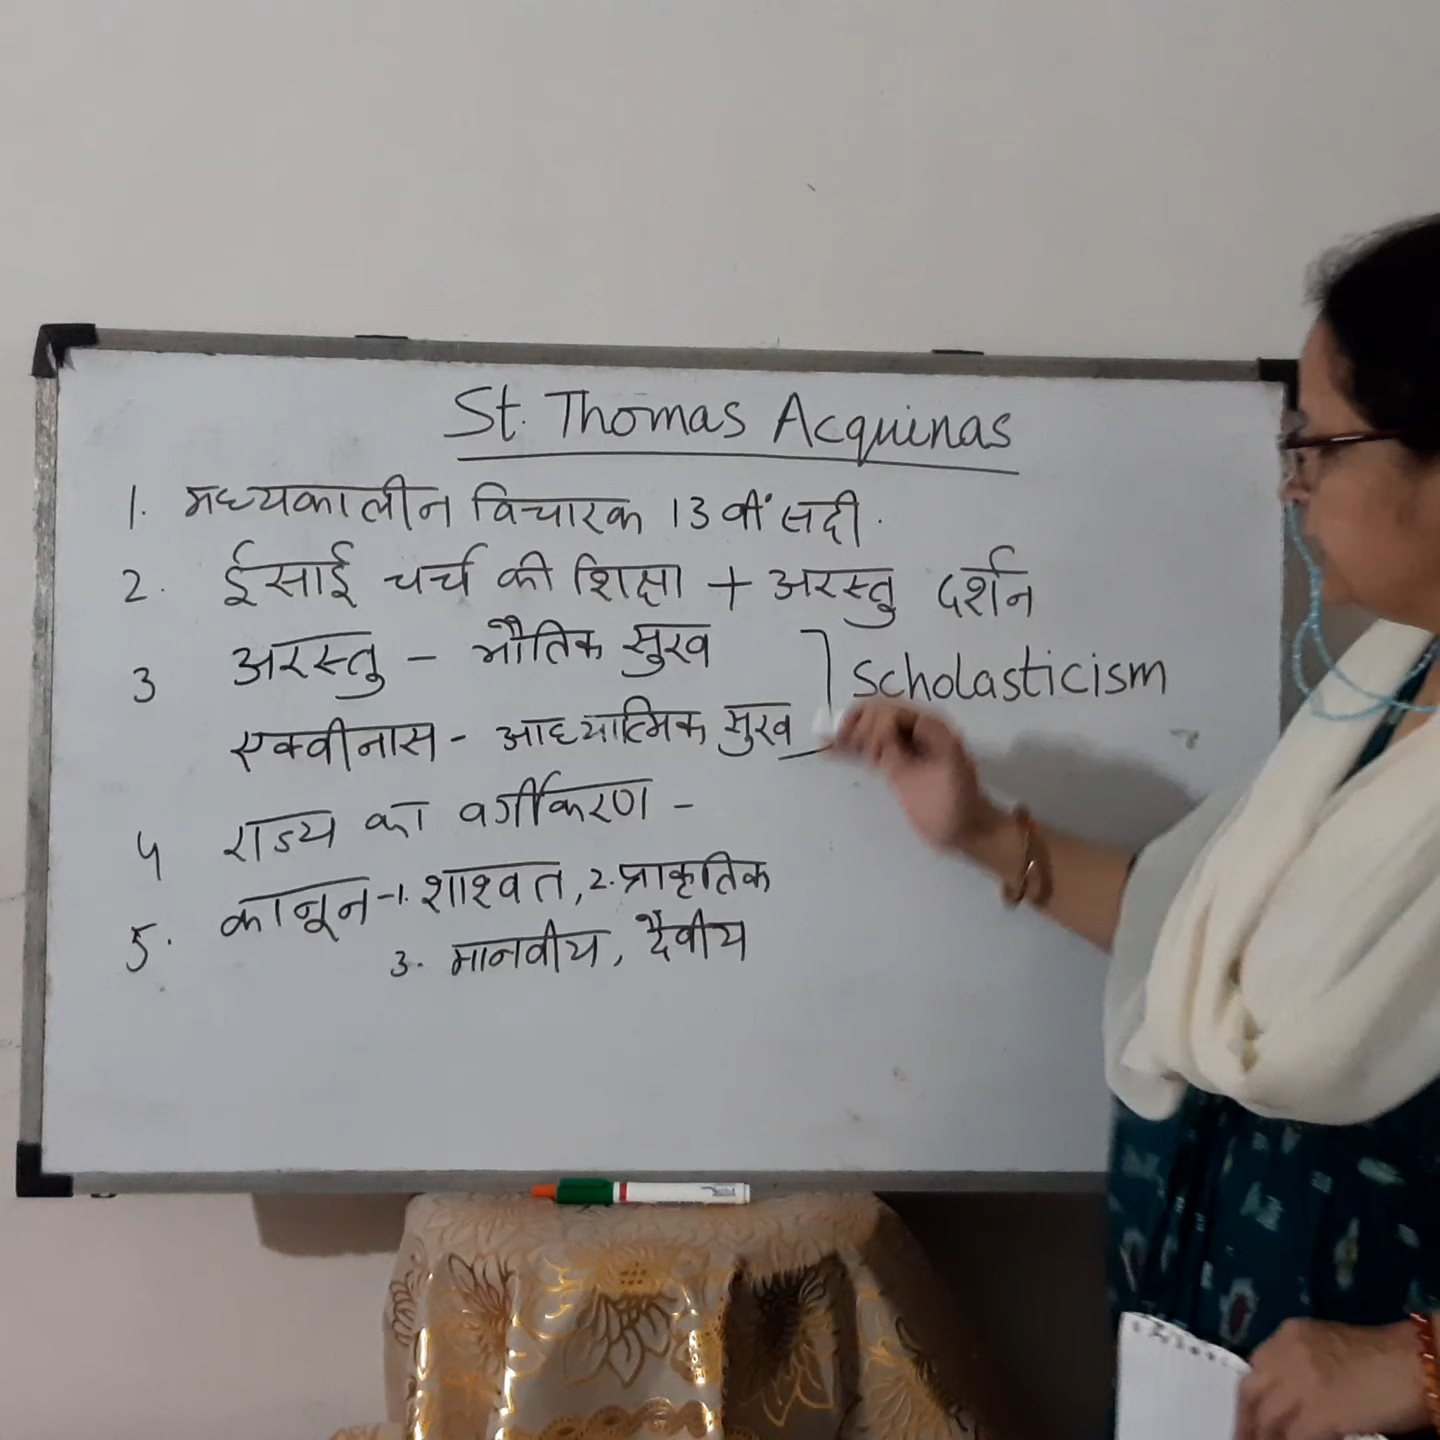 St. Thomas Acquinas
1. मध्यकालीन विचारक 13 वीं सदी.
2. ईसाई चर्च की शिक्षा + अरस्तु दर्शन
3 अरस्तु - भौतिक सुख
एक्वीनास - आध्यात्मिक सुख ] Scholasticism
4 राज्य का वर्गीकरण -
5. कानून -1. शाश्वत, 2. प्राकृतिक
3. मानवीय, दैवीय